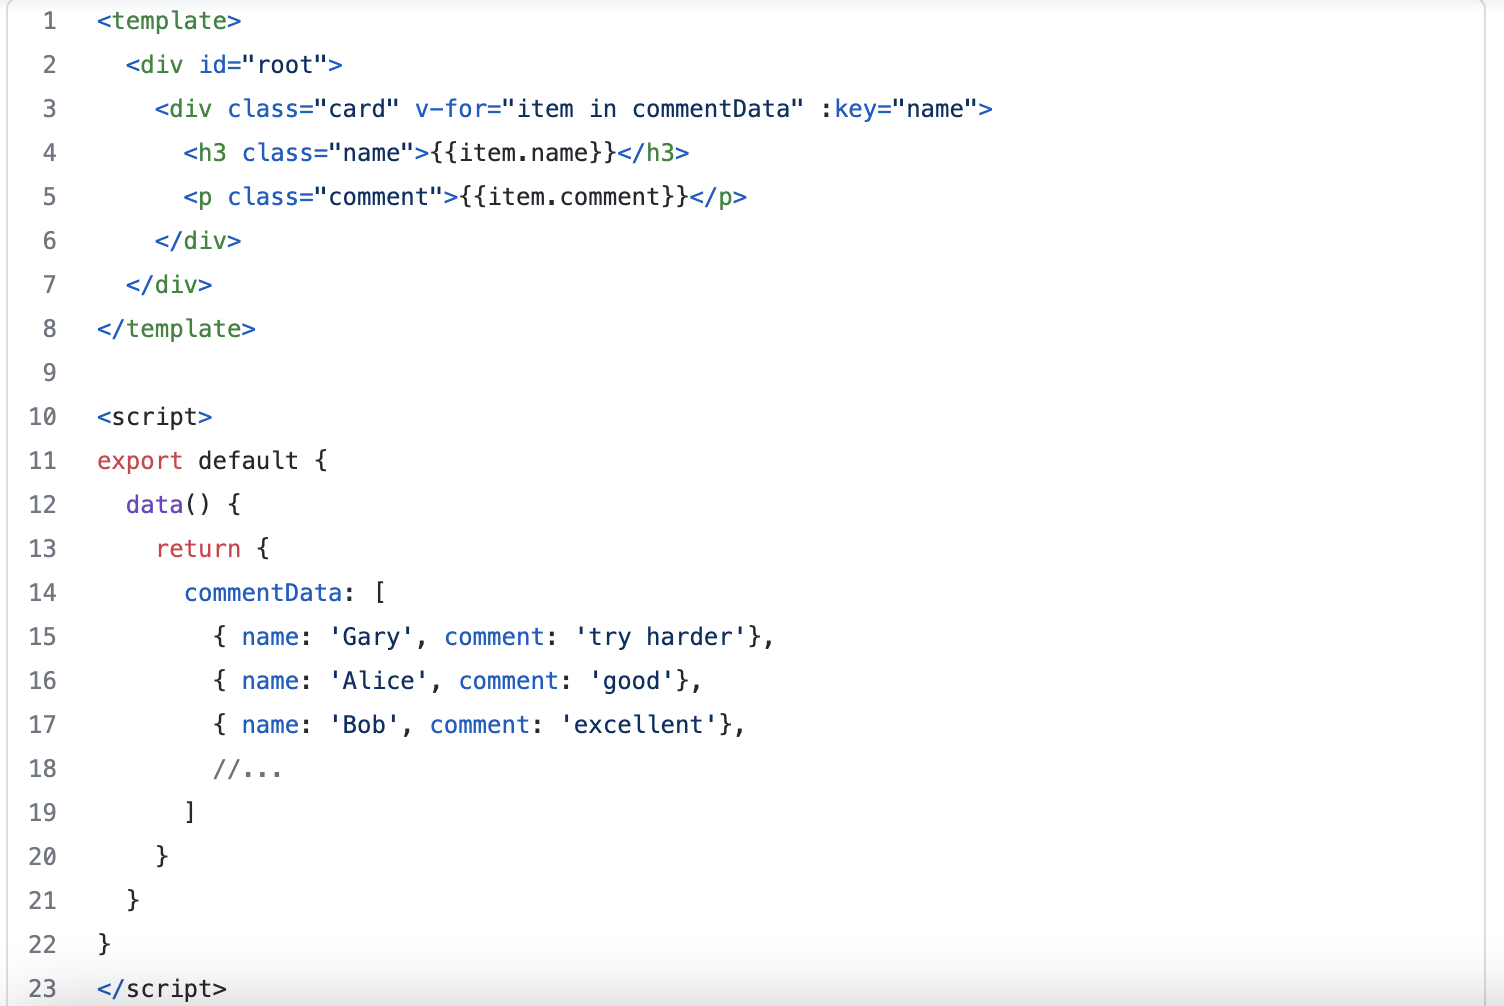 1 <template>
2   <div id="root">
3     <div class="card" v-for="item in commentData" :key="name">
4       <h3 class="name">{{item.name}}</h3>
5       <p class="comment">{{item.comment}}</p>
6     </div>
7   </div>
8 </template>
9
10 <script>
11 export default {
12   data() {
13     return {
14       commentData: [
15         { name: 'Gary', comment: 'try harder'},
16         { name: 'Alice', comment: 'good'},
17         { name: 'Bob', comment: 'excellent'},
18         //...
19       ]
20     }
21   }
22 }
23 </script>